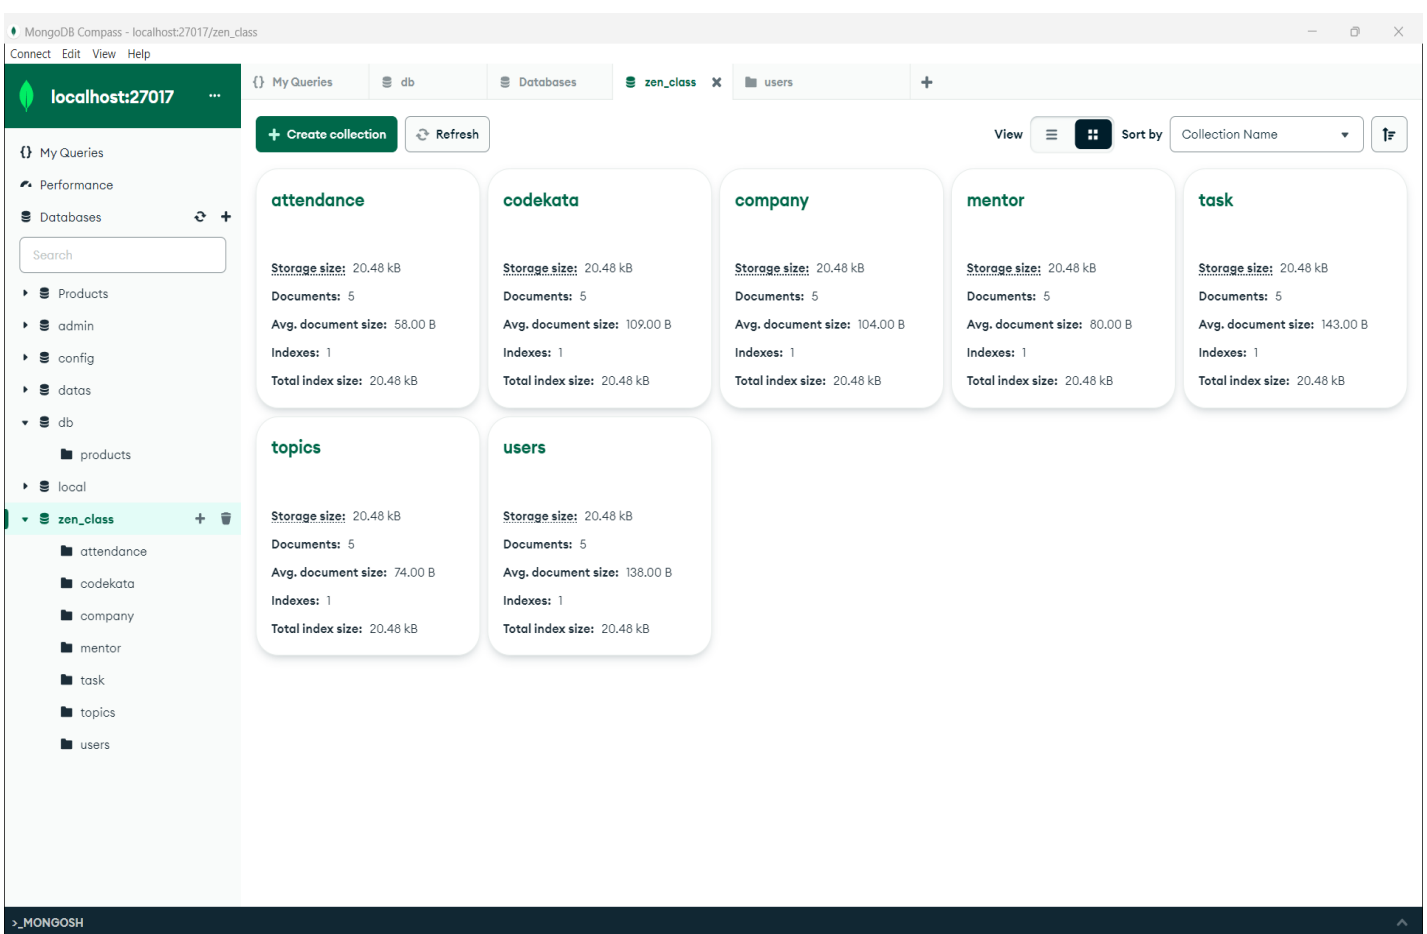 MongoDB Compass - localhost:27017/zen_class
Connect Edit View Help
localhost:27017 ...
{} My Queries
Performance
Databases
Search
Products
admin
config
datas
db
products
local
zen_class
attendance
codekata
company
mentor
task
topics
users
{} My Queries db Databases zen_class users
+ Create collection Refresh View Sort by Collection Name
attendance
Storage size: 20.48 kB
Documents: 5
Avg. document size: 58.00 B
Indexes: 1
Total index size: 20.48 kB
codekata
Storage size: 20.48 kB
Documents: 5
Avg. document size: 109.00 B
Indexes: 1
Total index size: 20.48 kB
company
Storage size: 20.48 kB
Documents: 5
Avg. document size: 104.00 B
Indexes: 1
Total index size: 20.48 kB
mentor
Storage size: 20.48 kB
Documents: 5
Avg. document size: 80.00 B
Indexes: 1
Total index size: 20.48 kB
task
Storage size: 20.48 kB
Documents: 5
Avg. document size: 143.00 B
Indexes: 1
Total index size: 20.48 kB
topics
Storage size: 20.48 kB
Documents: 5
Avg. document size: 74.00 B
Indexes: 1
Total index size: 20.48 kB
users
Storage size: 20.48 kB
Documents: 5
Avg. document size: 138.00 B
Indexes: 1
Total index size: 20.48 kB
>_MONGOSH